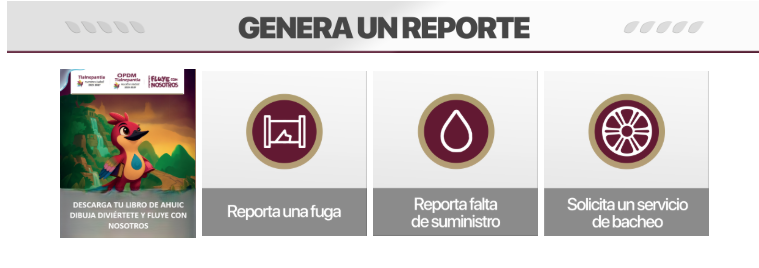 GENERA UN REPORTE
Tlalnepantla
OPDM
Tlalnepantla
FLUYE CON
NOSOTROS
DESCARGA TU LIBRO DE AHUIC
DIBUJA DIVIÉRTETE Y FLUYE CON
NOSOTROS
Reporta una fuga
Reporta falta
de suministro
Solicita un servicio
de bacheo